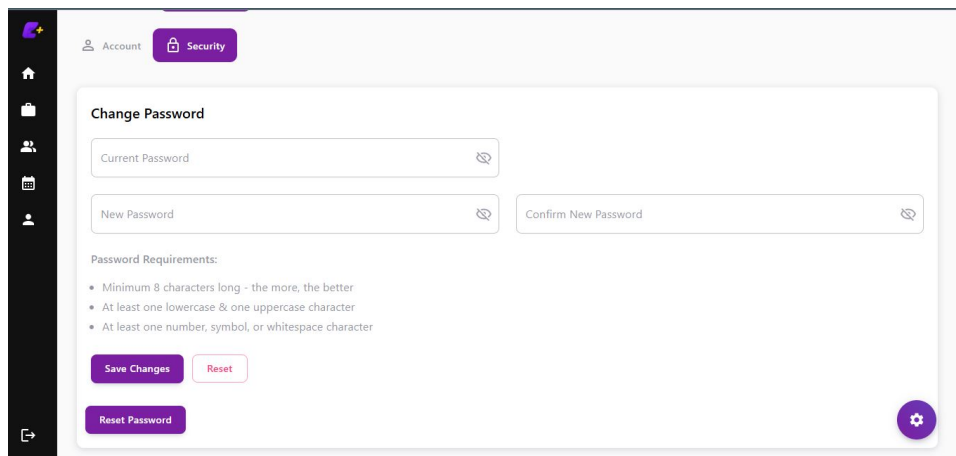 Account
Security
Change Password
Current Password
New Password
Confirm New Password
Password Requirements:
Minimum 8 characters long - the more, the better
At least one lowercase & one uppercase character
At least one number, symbol, or whitespace character
Save Changes
Reset
Reset Password